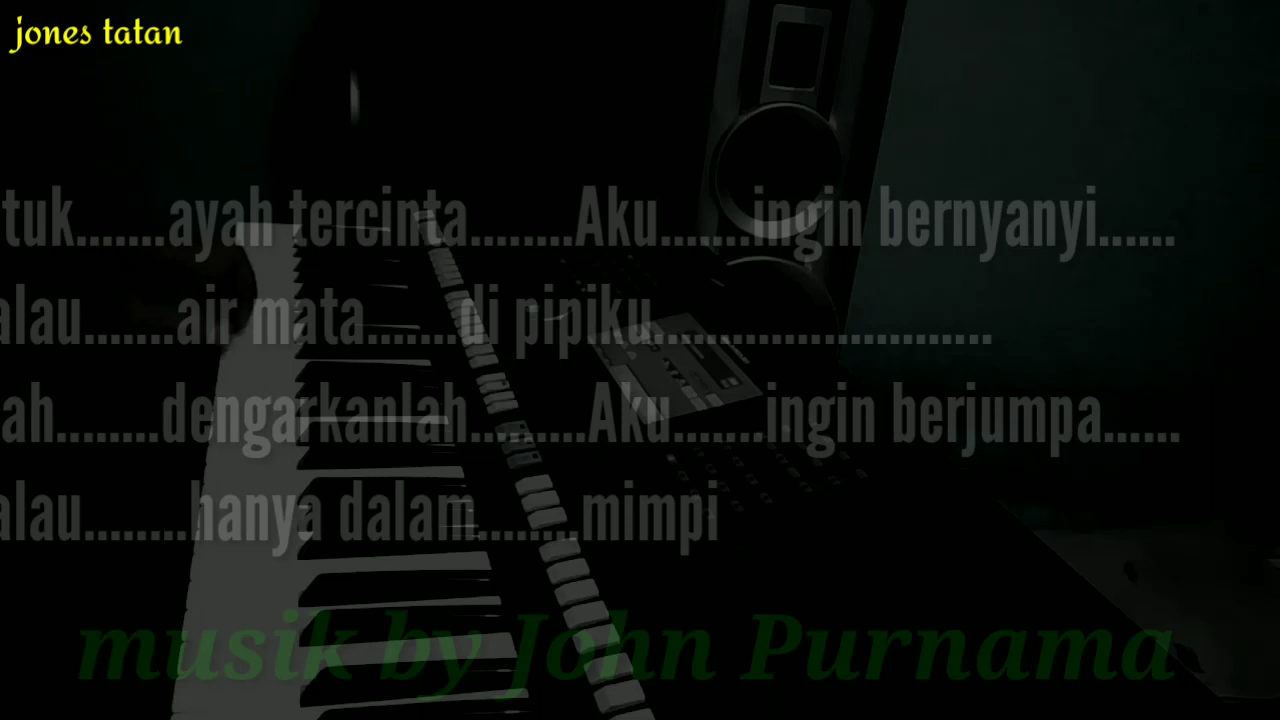 jones tatan
tuk.......ayah tercinta........Aku.......ingin bernyanyi......
alau.......air mata.......di pipiku...........................
ah........dengarkanlah.........Aku.......ingin berjumpa......
alau........hanya dalam........mimpi
musik by John Purnama